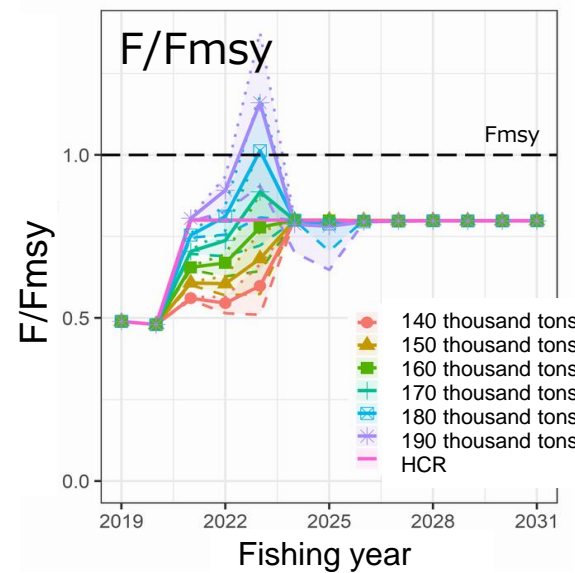 F/Fmsy
Fmsy
1.0
0.5
0.0
F/Fmsy
140 thousand tons
150 thousand tons
160 thousand tons
170 thousand tons
180 thousand tons
190 thousand tons
HCR
2019 2022 2025 2028 2031
Fishing year